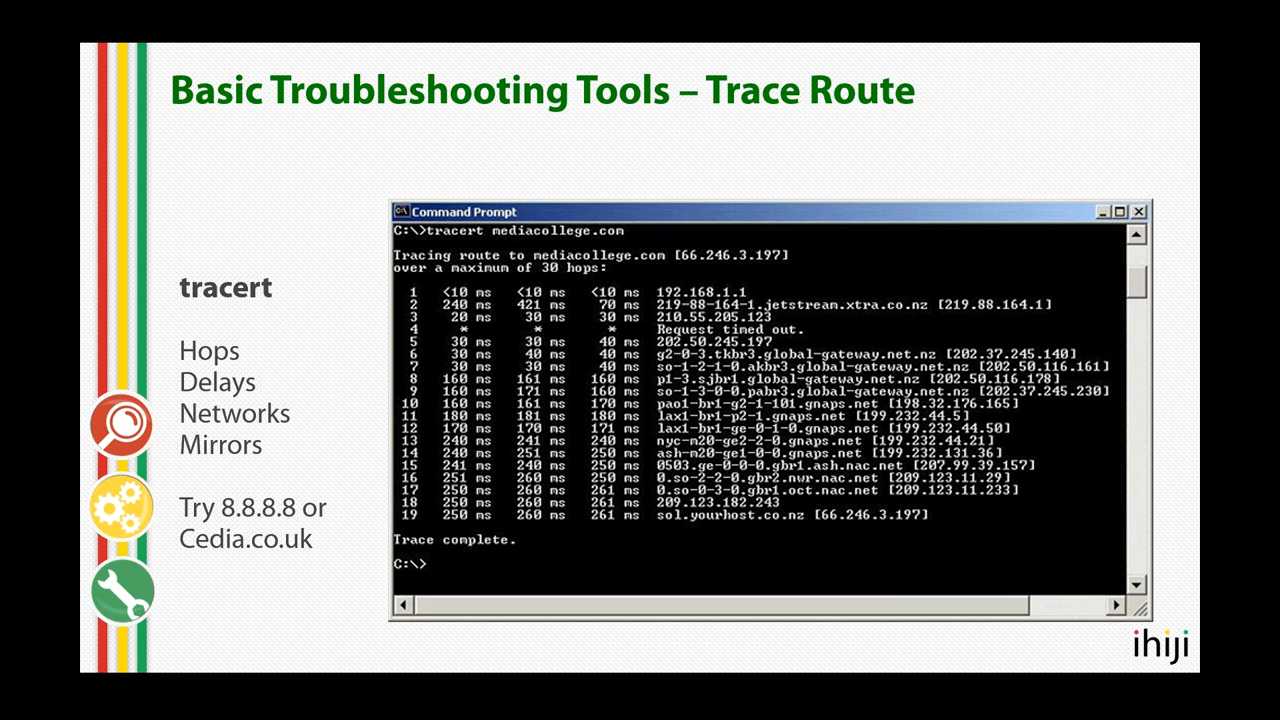 Basic Troubleshooting Tools – Trace Route
tracert
Hops
Delays
Networks
Mirrors
Try 8.8.8.8 or
Cedia.co.uk
Command Prompt
C:\>tracert mediacollege.com
Tracing route to mediacollege.com [66.246.3.197]
over a maximum of 30 hops:
1 <10 ms <10 ms <10 ms 192.168.1.1
2 240 ms 421 ms 70 ms 219-88-164-1.jetstream.xtra.co.nz [219.88.164.1]
3 20 ms 30 ms 30 ms 210.55.205.123
4 * * * Request timed out.
5 30 ms 30 ms 40 ms 202.50.245.197
6 30 ms 40 ms 40 ms g2-0-3.tkbr3.global-gateway.net.nz [202.37.245.140]
7 30 ms 30 ms 40 ms so-1-2-1-0.akbr3.global-gateway.net.nz [202.50.116.161]
8 160 ms 161 ms 160 ms p1-3.sjbr1.global-gateway.net.nz [202.50.116.178]
9 160 ms 171 ms 160 ms so-1-3-0-0.pabr3.global-gateway.net.nz [202.37.245.230]
10 160 ms 161 ms 170 ms pao1-br1-g2-1-101.gnaps.net [198.32.176.165]
11 180 ms 181 ms 180 ms lax1-br1-p2-1.gnaps.net [199.232.44.5]
12 170 ms 170 ms 171 ms lax1-br1-ge-0-1-0.gnaps.net [199.232.44.50]
13 240 ms 241 ms 240 ms nyc-m20-ge2-2-0.gnaps.net [199.232.44.21]
14 240 ms 251 ms 250 ms ash-m20-ge1-0-0.gnaps.net [199.232.131.36]
15 241 ms 240 ms 250 ms 0503.ge-0-0-0.gbr1.ash.nac.net [207.99.39.157]
16 251 ms 260 ms 250 ms 0.so-2-2-0.gbr2.nwr.nac.net [209.123.11.29]
17 250 ms 260 ms 261 ms 0.so-0-3-0.gbr1.oct.nac.net [209.123.11.233]
18 250 ms 260 ms 261 ms 209.123.182.243
19 250 ms 260 ms 261 ms sol.yourhost.co.nz [66.246.3.197]
Trace complete.
C:\>
ihiji